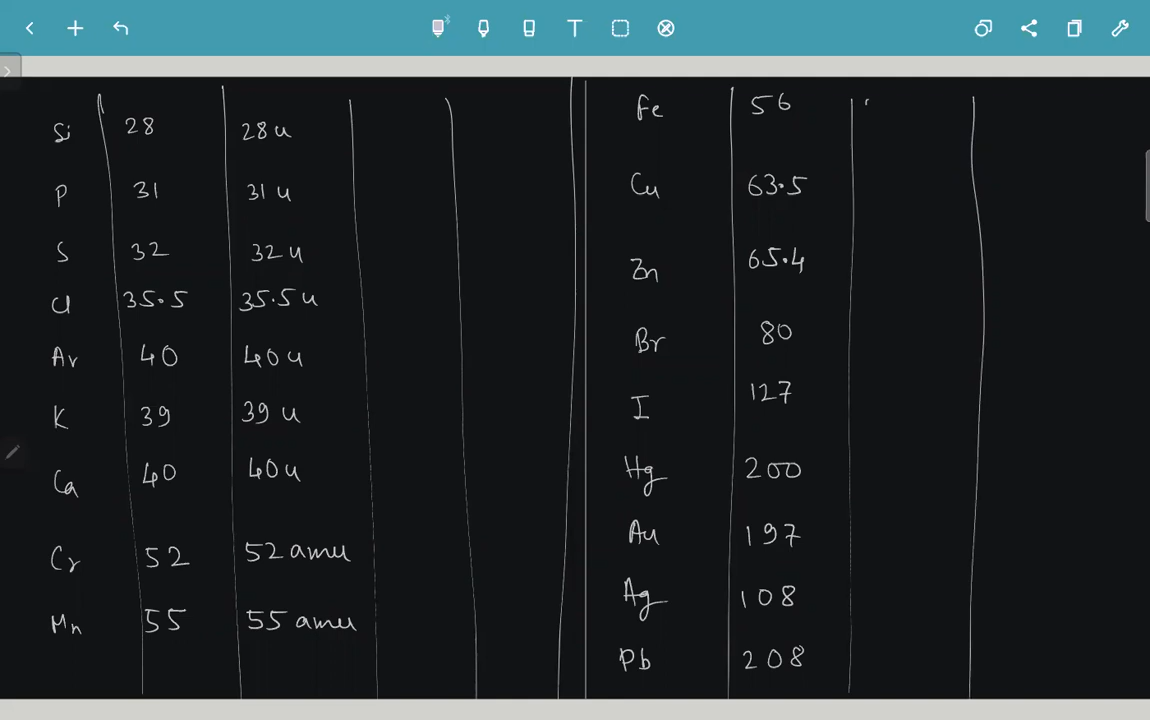 Si 28 28 u
P 31 31 u
S 32 32 u
Cl 35.5 35.5 u
Ar 40 40 u
K 39 39 u
Ca 40 40 u
Cr 52 52 amu
Mn 55 55 amu
Fe 56
Cu 63.5
Zn 65.4
Br 80
I 127
Hg 200
Au 197
Ag 108
Pb 208